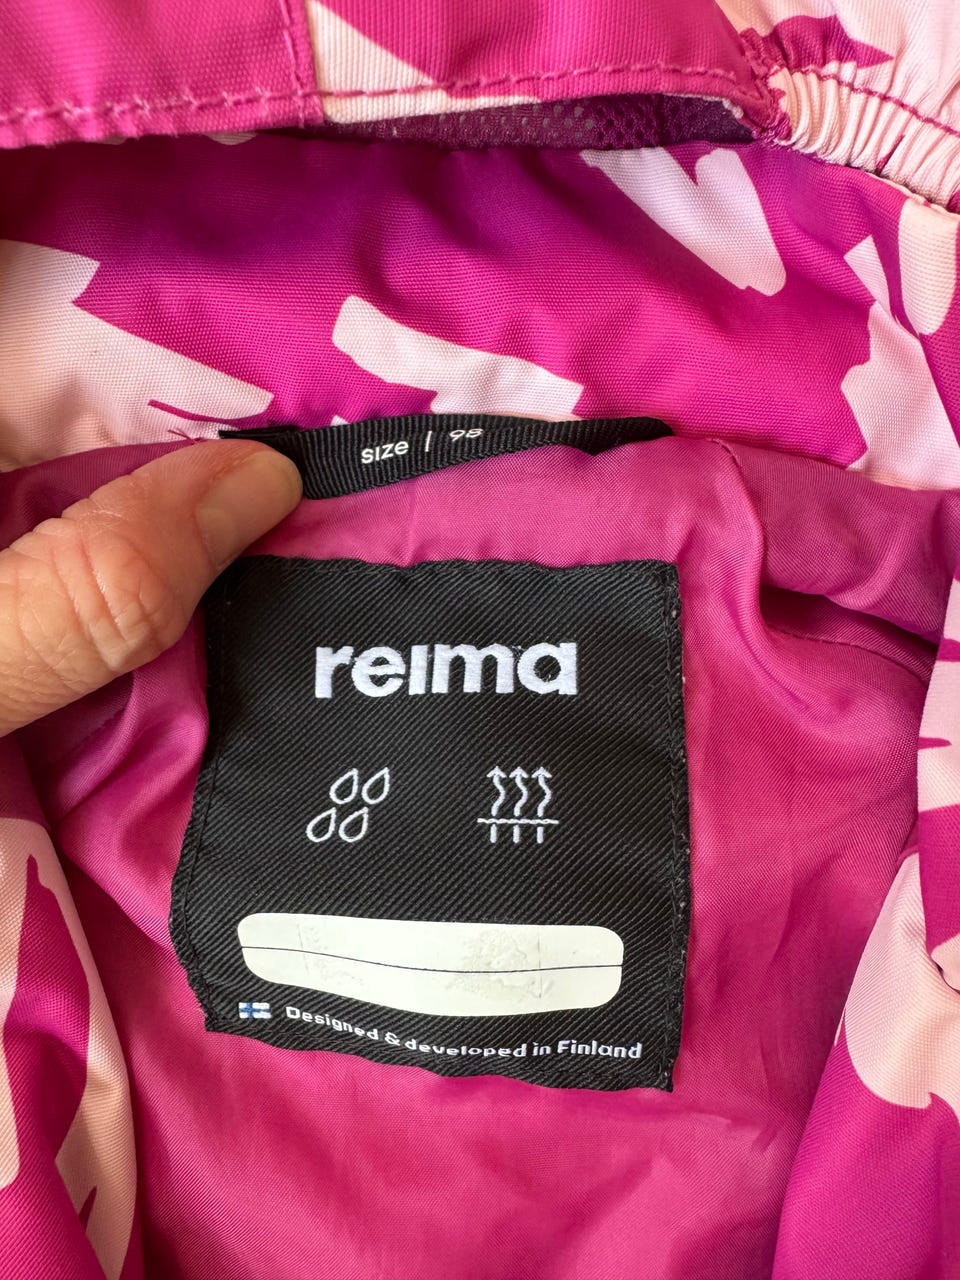 size | 98
reima
Designed & developed in Finland